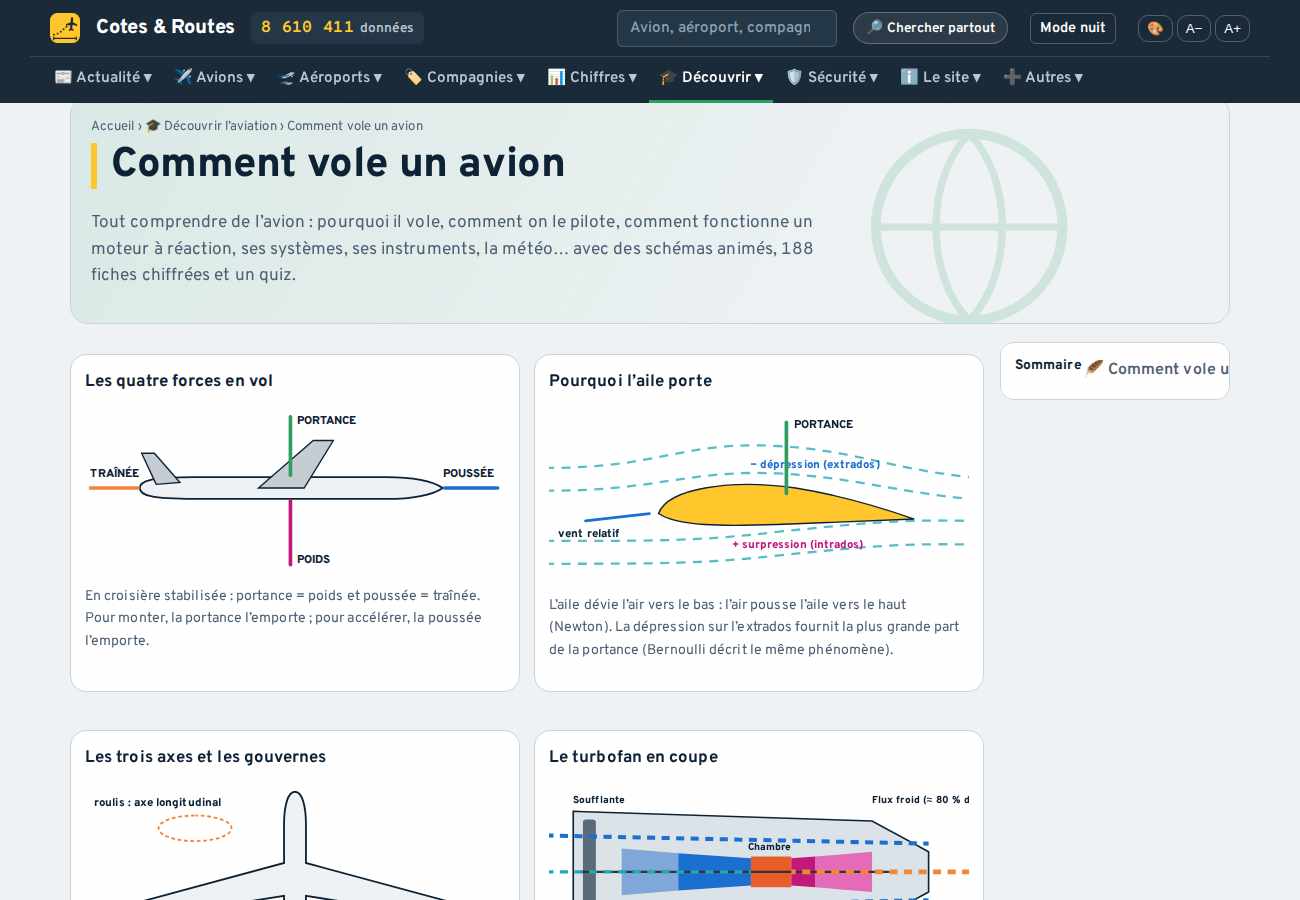 Cotes & Routes
8 610 411 données
Avion, aéroport, compagn
🔎 Chercher partout
Mode nuit
🎨
A−
A+
📰 Actualité ▾
✈️ Avions ▾
🛫 Aéroports ▾
🏷️ Compagnies ▾
📊 Chiffres ▾
🎓 Découvrir ▾
🛡️ Sécurité ▾
ℹ️ Le site ▾
➕ Autres ▾
Accueil › 🎓 Découvrir l’aviation › Comment vole un avion
Comment vole un avion
Tout comprendre de l’avion : pourquoi il vole, comment on le pilote, comment fonctionne un
moteur à réaction, ses systèmes, ses instruments, la météo… avec des schémas animés, 188
fiches chiffrées et un quiz.
Sommaire 🪶 Comment vole u
Les quatre forces en vol
PORTANCE
TRAÎNÉE
POUSSÉE
POIDS
En croisière stabilisée : portance = poids et poussée = traînée.
Pour monter, la portance l’emporte ; pour accélérer, la poussée
l’emporte.
Pourquoi l’aile porte
PORTANCE
− dépression (extrados)
vent relatif
+ surpression (intrados)
L’aile dévie l’air vers le bas : l’air pousse l’aile vers le haut
(Newton). La dépression sur l’extrados fournit la plus grande part
de la portance (Bernoulli décrit le même phénomène).
Les trois axes et les gouvernes
roulis : axe longitudinal
Le turbofan en coupe
Soufflante
Flux froid (≈ 80 % d
Chambre